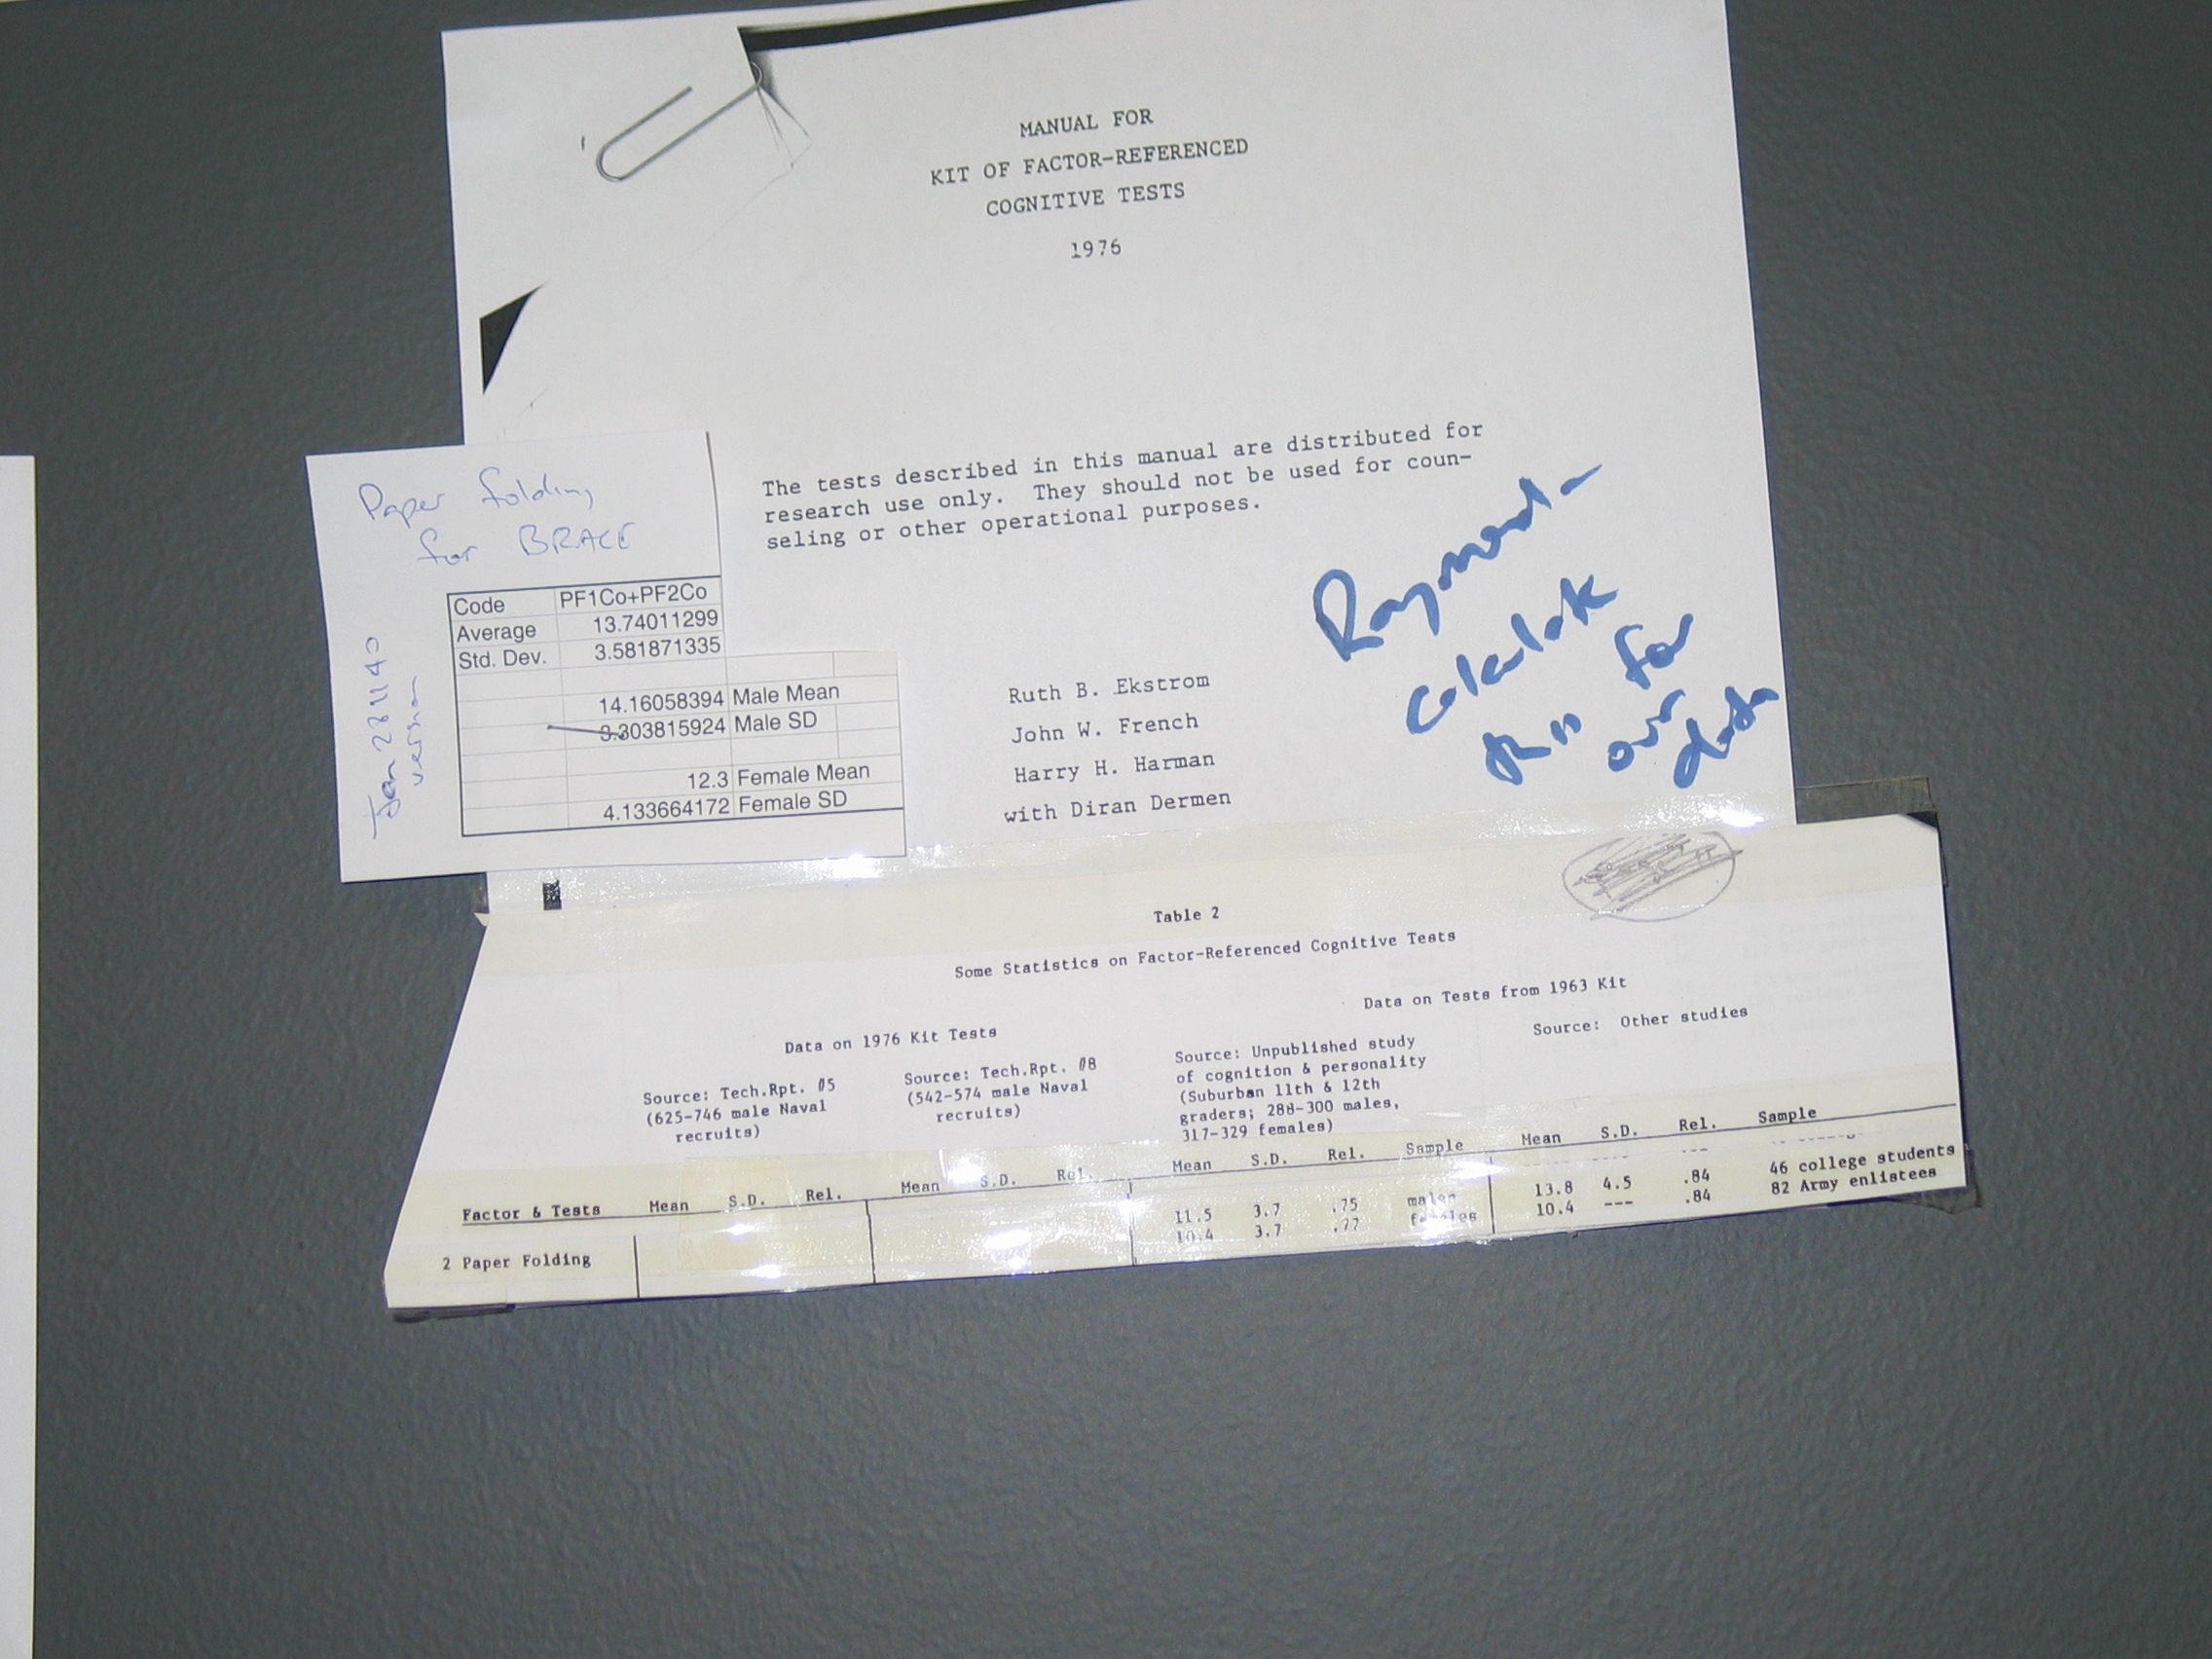 MANUAL FOR
KIT OF FACTOR-REFERENCED
COGNITIVE TESTS
1976
The tests described in this manual are distributed for
research use only. They should not be used for coun-
seling or other operational purposes.
Ruth B. Ekstrom
John W. French
Harry H. Harman
with Diran Dermen
Raymond-
Calculate
for
our
data
Paper folding
for BRACE
Jan 28 1140
version
Code PF1Co+PF2Co
Average 13.74011299
Std. Dev. 3.581871335
14.16058394 Male Mean
3.303815924 Male SD
12.3 Female Mean
4.133664172 Female SD
Table 2
Some Statistics on Factor-Referenced Cognitive Tests
Data on 1976 Kit Tests
Data on Tests from 1963 Kit
Source: Tech.Rpt. #5
(625-746 male Naval
recruits)
Source: Tech.Rpt. #8
(542-574 male Naval
recruits)
Source: Unpublished study
of cognition & personality
(Suburban 11th & 12th
graders; 288-300 males,
317-329 females)
Source: Other studies
Factor & Tests Mean S.D. Rel. Mean S.D. Rel. Mean S.D. Rel. Sample Mean S.D. Rel. Sample
11.5 3.7 .75 males 13.8 4.5 .84 46 college students
10.4 3.7 .77 females 10.4 --- .84 82 Army enlistees
2 Paper Folding